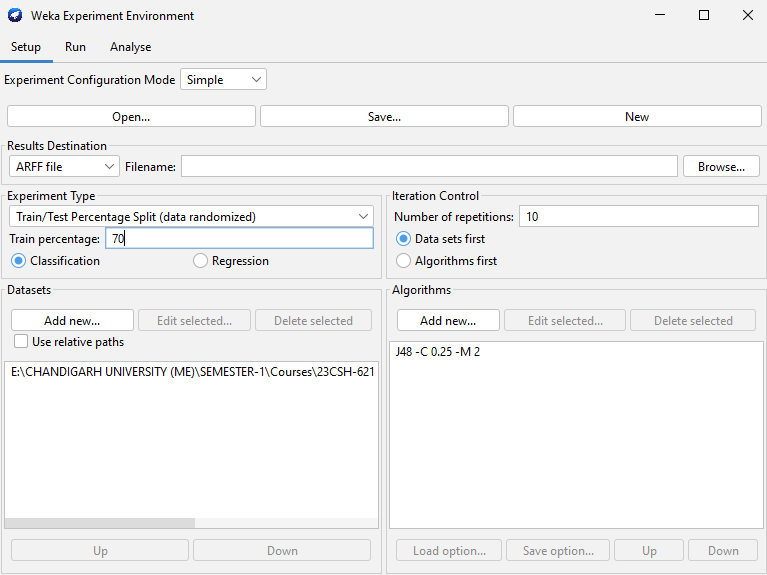 Weka Experiment Environment
Setup Run Analyse
Experiment Configuration Mode Simple
Open... Save... New
Results Destination
ARFF file Filename: Browse...
Experiment Type
Train/Test Percentage Split (data randomized)
Train percentage: 70
Classification Regression
Iteration Control
Number of repetitions: 10
Data sets first
Algorithms first
Datasets
Add new... Edit selected... Delete selected
Use relative paths
E:\CHANDIGARH UNIVERSITY (ME)\SEMESTER-1\Courses\23CSH-621
Up Down
Algorithms
Add new... Edit selected... Delete selected
J48 -C 0.25 -M 2
Load option... Save option... Up Down